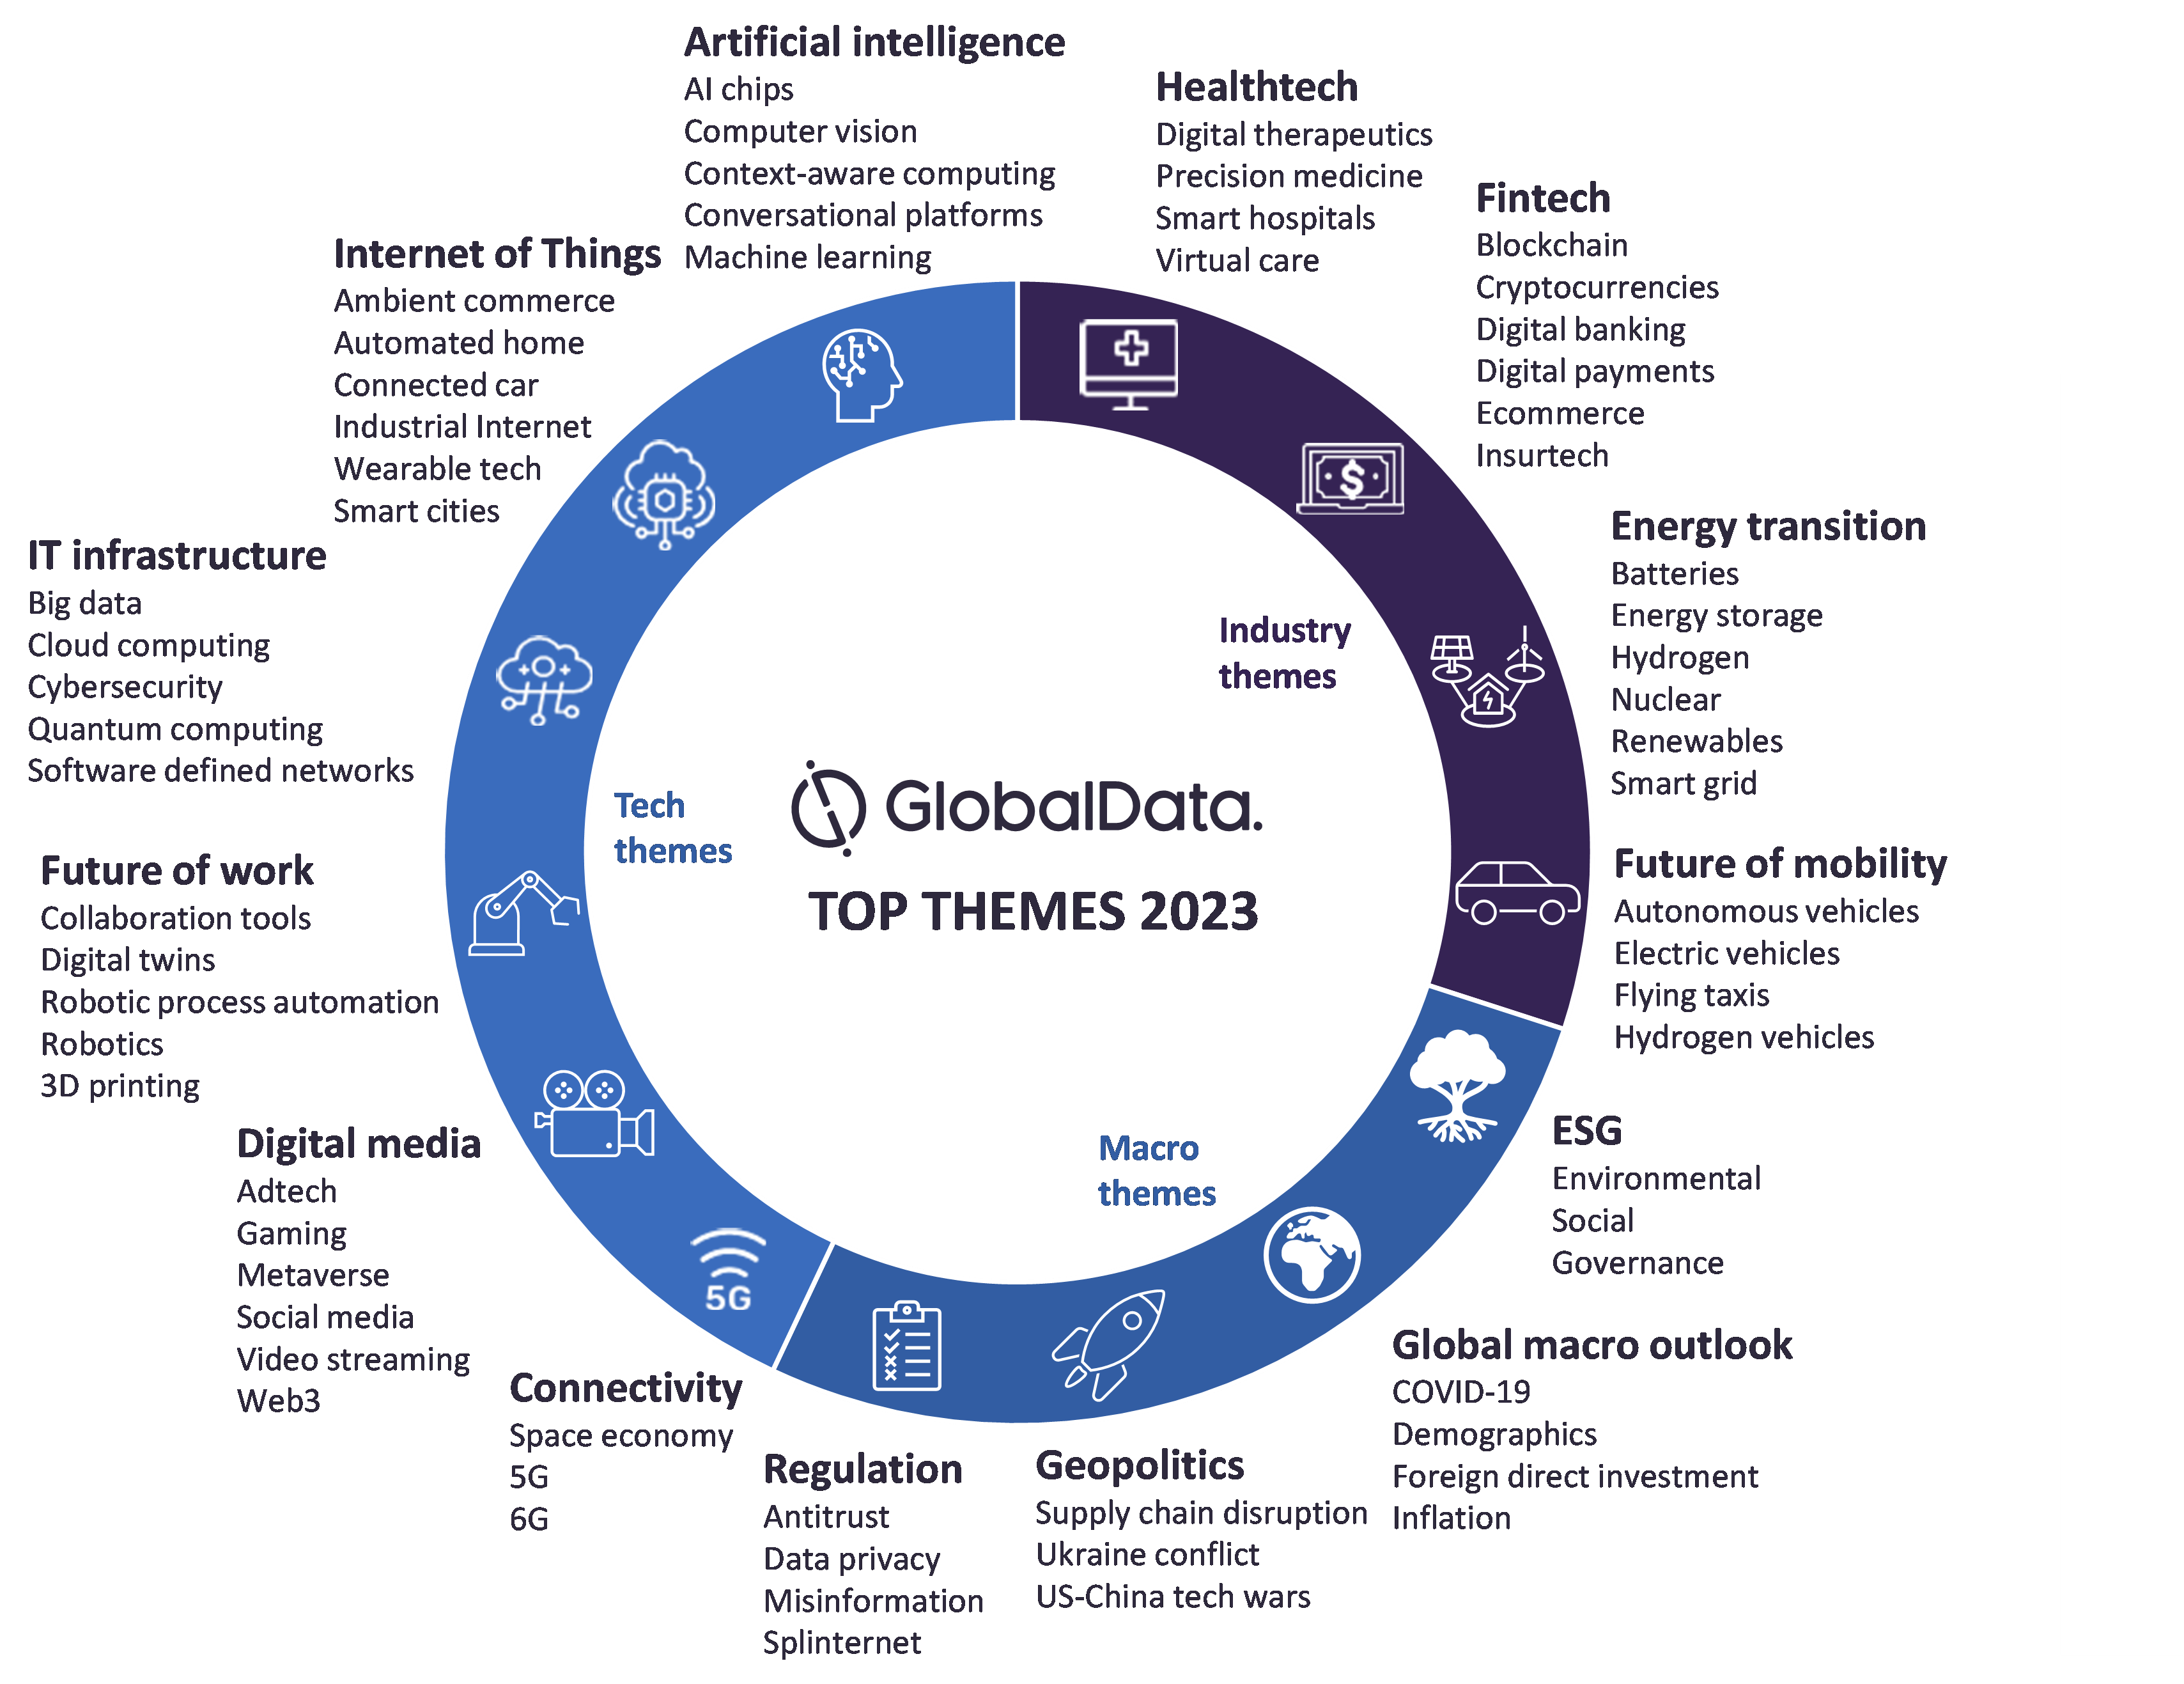 Artificial intelligence
AI chips
Computer vision
Context-aware computing
Conversational platforms
Machine learning
Healthtech
Digital therapeutics
Precision medicine
Smart hospitals
Virtual care
Fintech
Blockchain
Cryptocurrencies
Digital banking
Digital payments
Ecommerce
Insurtech
Energy transition
Batteries
Energy storage
Hydrogen
Nuclear
Renewables
Smart grid
Future of mobility
Autonomous vehicles
Electric vehicles
Flying taxis
Hydrogen vehicles
ESG
Environmental
Social
Governance
Global macro outlook
COVID-19
Demographics
Foreign direct investment
Inflation
Geopolitics
Supply chain disruption
Ukraine conflict
US-China tech wars
Regulation
Antitrust
Data privacy
Misinformation
Splinternet
Connectivity
Space economy
5G
6G
Digital media
Adtech
Gaming
Metaverse
Social media
Video streaming
Web3
Future of work
Collaboration tools
Digital twins
Robotic process automation
Robotics
3D printing
IT infrastructure
Big data
Cloud computing
Cybersecurity
Quantum computing
Software defined networks
Internet of Things
Ambient commerce
Automated home
Connected car
Industrial Internet
Wearable tech
Smart cities
Industry
themes
Tech
themes
Macro
themes
GlobalData.
TOP THEMES 2023
$
5G